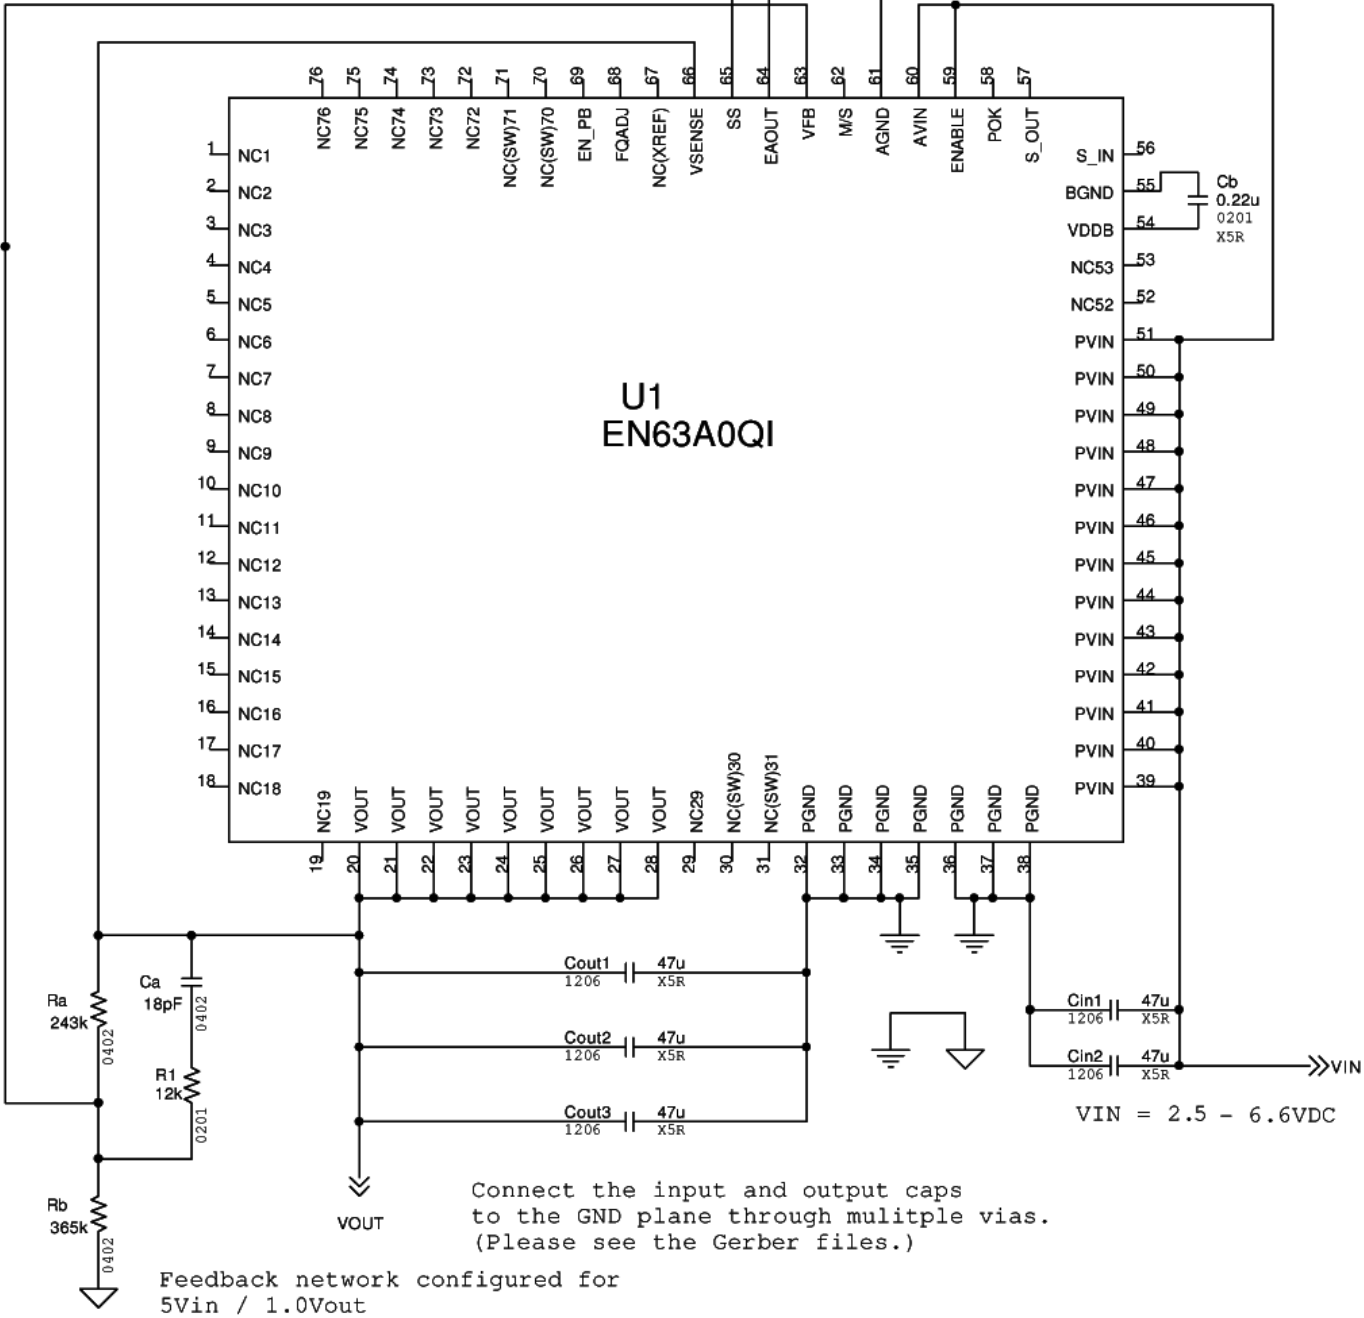 76 75 74 73 72 71 70 69 68 67 66 65 64 63 62 61 60 59 58 57
NC76 NC75 NC74 NC73 NC72 NC(SW)71 NC(SW)70 EN_PB FQADJ NC(XREF) VSENSE SS EAOUT VFB M/S AGND AVIN ENABLE POK S_OUT
1 NC1 S_IN 56
2 NC2 BGND 55
3 NC3 VDDB 54
4 NC4 NC53 53
5 NC5 NC52 52
6 NC6 PVIN 51
7 NC7 PVIN 50
8 NC8 PVIN 49
9 NC9 PVIN 48
10 NC10 PVIN 47
11 NC11 PVIN 46
12 NC12 PVIN 45
13 NC13 PVIN 44
14 NC14 PVIN 43
15 NC15 PVIN 42
16 NC16 PVIN 41
17 NC17 PVIN 40
18 NC18 PVIN 39
Cb
0.22u
0201
X5R
U1
EN63A0QI
NC19 VOUT VOUT VOUT VOUT VOUT VOUT VOUT VOUT VOUT NC29 NC(SW)30 NC(SW)31 PGND PGND PGND PGND PGND PGND PGND
19 20 21 22 23 24 25 26 27 28 29 30 31 32 33 34 35 36 37 38
Ra
243k
0402
Ca
18pF
0402
R1
12k
0201
Rb
365k
0402
Cout1 47u
1206 X5R
Cout2 47u
1206 X5R
Cout3 47u
1206 X5R
Cin1 47u
1206 X5R
Cin2 47u
1206 X5R
VIN
VIN = 2.5 - 6.6VDC
VOUT
Connect the input and output caps
to the GND plane through mulitple vias.
(Please see the Gerber files.)
Feedback network configured for
5Vin / 1.0Vout